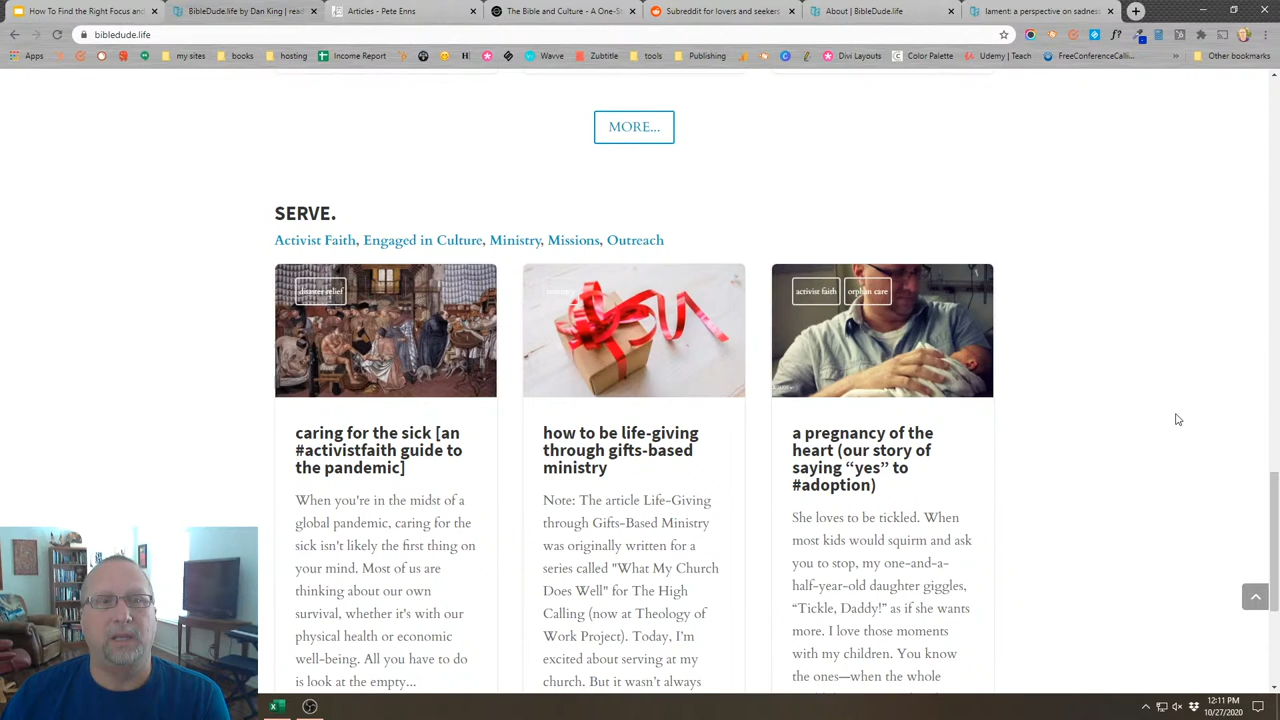 How To Find the Right Focus and
BibleDude.life by Dan King | read
Articles - Pete Enns
The Bible and Culture - A One-St
Subreddit for lovers and seekers
About | BibleDude.life
lament: a perspective on sadnes
bibledude.life
Apps
my sites
books
hosting
Income Report
Wavve
Zubtitle
tools
Publishing
Divi Layouts
Color Palette
Udemy | Teach
FreeConferenceCalli...
Other bookmarks
MORE...
SERVE.
Activist Faith, Engaged in Culture, Ministry, Missions, Outreach
disaster relief
ministry
activist faith
orphan care
caring for the sick [an
#activistfaith guide to
the pandemic]
When you're in the midst of a
global pandemic, caring for the
sick isn't likely the first thing on
your mind. Most of us are
thinking about our own
survival, whether it's with our
physical health or economic
well-being. All you have to do
is look at the empty...
how to be life-giving
through gifts-based
ministry
Note: The article Life-Giving
through Gifts-Based Ministry
was originally written for a
series called "What My Church
Does Well" for The High
Calling (now at Theology of
Work Project). Today, I'm
excited about serving at my
church. But it wasn't always
a pregnancy of the
heart (our story of
saying “yes” to
#adoption)
She loves to be tickled. When
most kids would squirm and ask
you to stop, my one-and-a-
half-year-old daughter giggles,
“Tickle, Daddy!” as if she wants
more. I love those moments
with my children. You know
the ones—when the whole
12:11 PM
10/27/2020